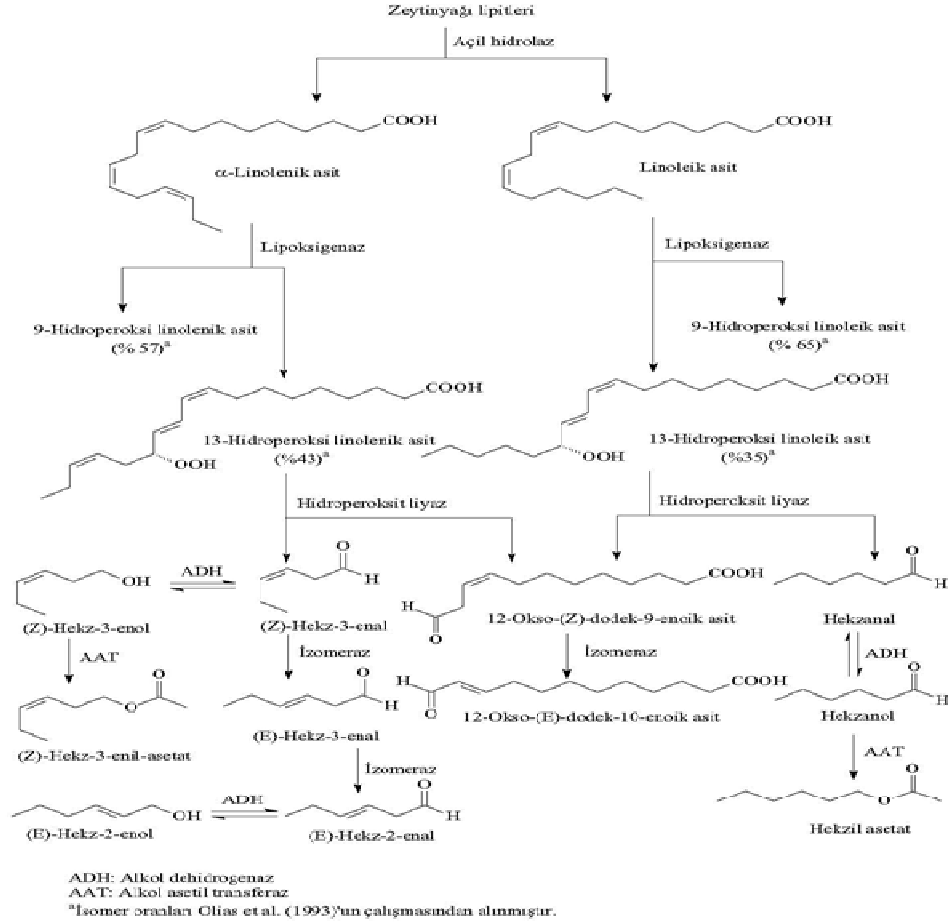 Zeytinyağı lipitleri
Açil hidrolaz
COOH
COOH
α-Linolenik asit
Linoleik asit
Lipoksigenaz
Lipoksigenaz
9-Hidroperoksi linolenik asit
(% 57)a
9-Hidroperoksi linoleik asit
(% 65)a
COOH
COOH
13-Hidroperoksi linolenik asit
(%43)a
OOH
13-Hidroperoksi linoleik asit
(%35)a
OOH
Hidroperoksit liyaz
Hidroperoksit liyaz
OH
ADH
O
H
COOH
O
H
H
O
(Z)-Hekz-3-enol
(Z)-Hekz-3-enal
12-Okso-(Z)-dodek-9-enoik asit
Hekzanal
AAT
İzomeraz
İzomeraz
ADH
O
O
O
H
H
O
COOH
O
H
(Z)-Hekz-3-enil-asetat
(E)-Hekz-3-enal
12-Okso-(E)-dodek-10-enoik asit
Hekzanol
İzomeraz
AAT
OH
ADH
O
H
O
O
(E)-Hekz-2-enol
(E)-Hekz-2-enal
Hekzil asetat
ADH: Alkol dehidrogenaz
AAT: Alkol asetil transferaz
aİsomer oranları Olias et al. (1993)'un çalışmasından alınmıştır.